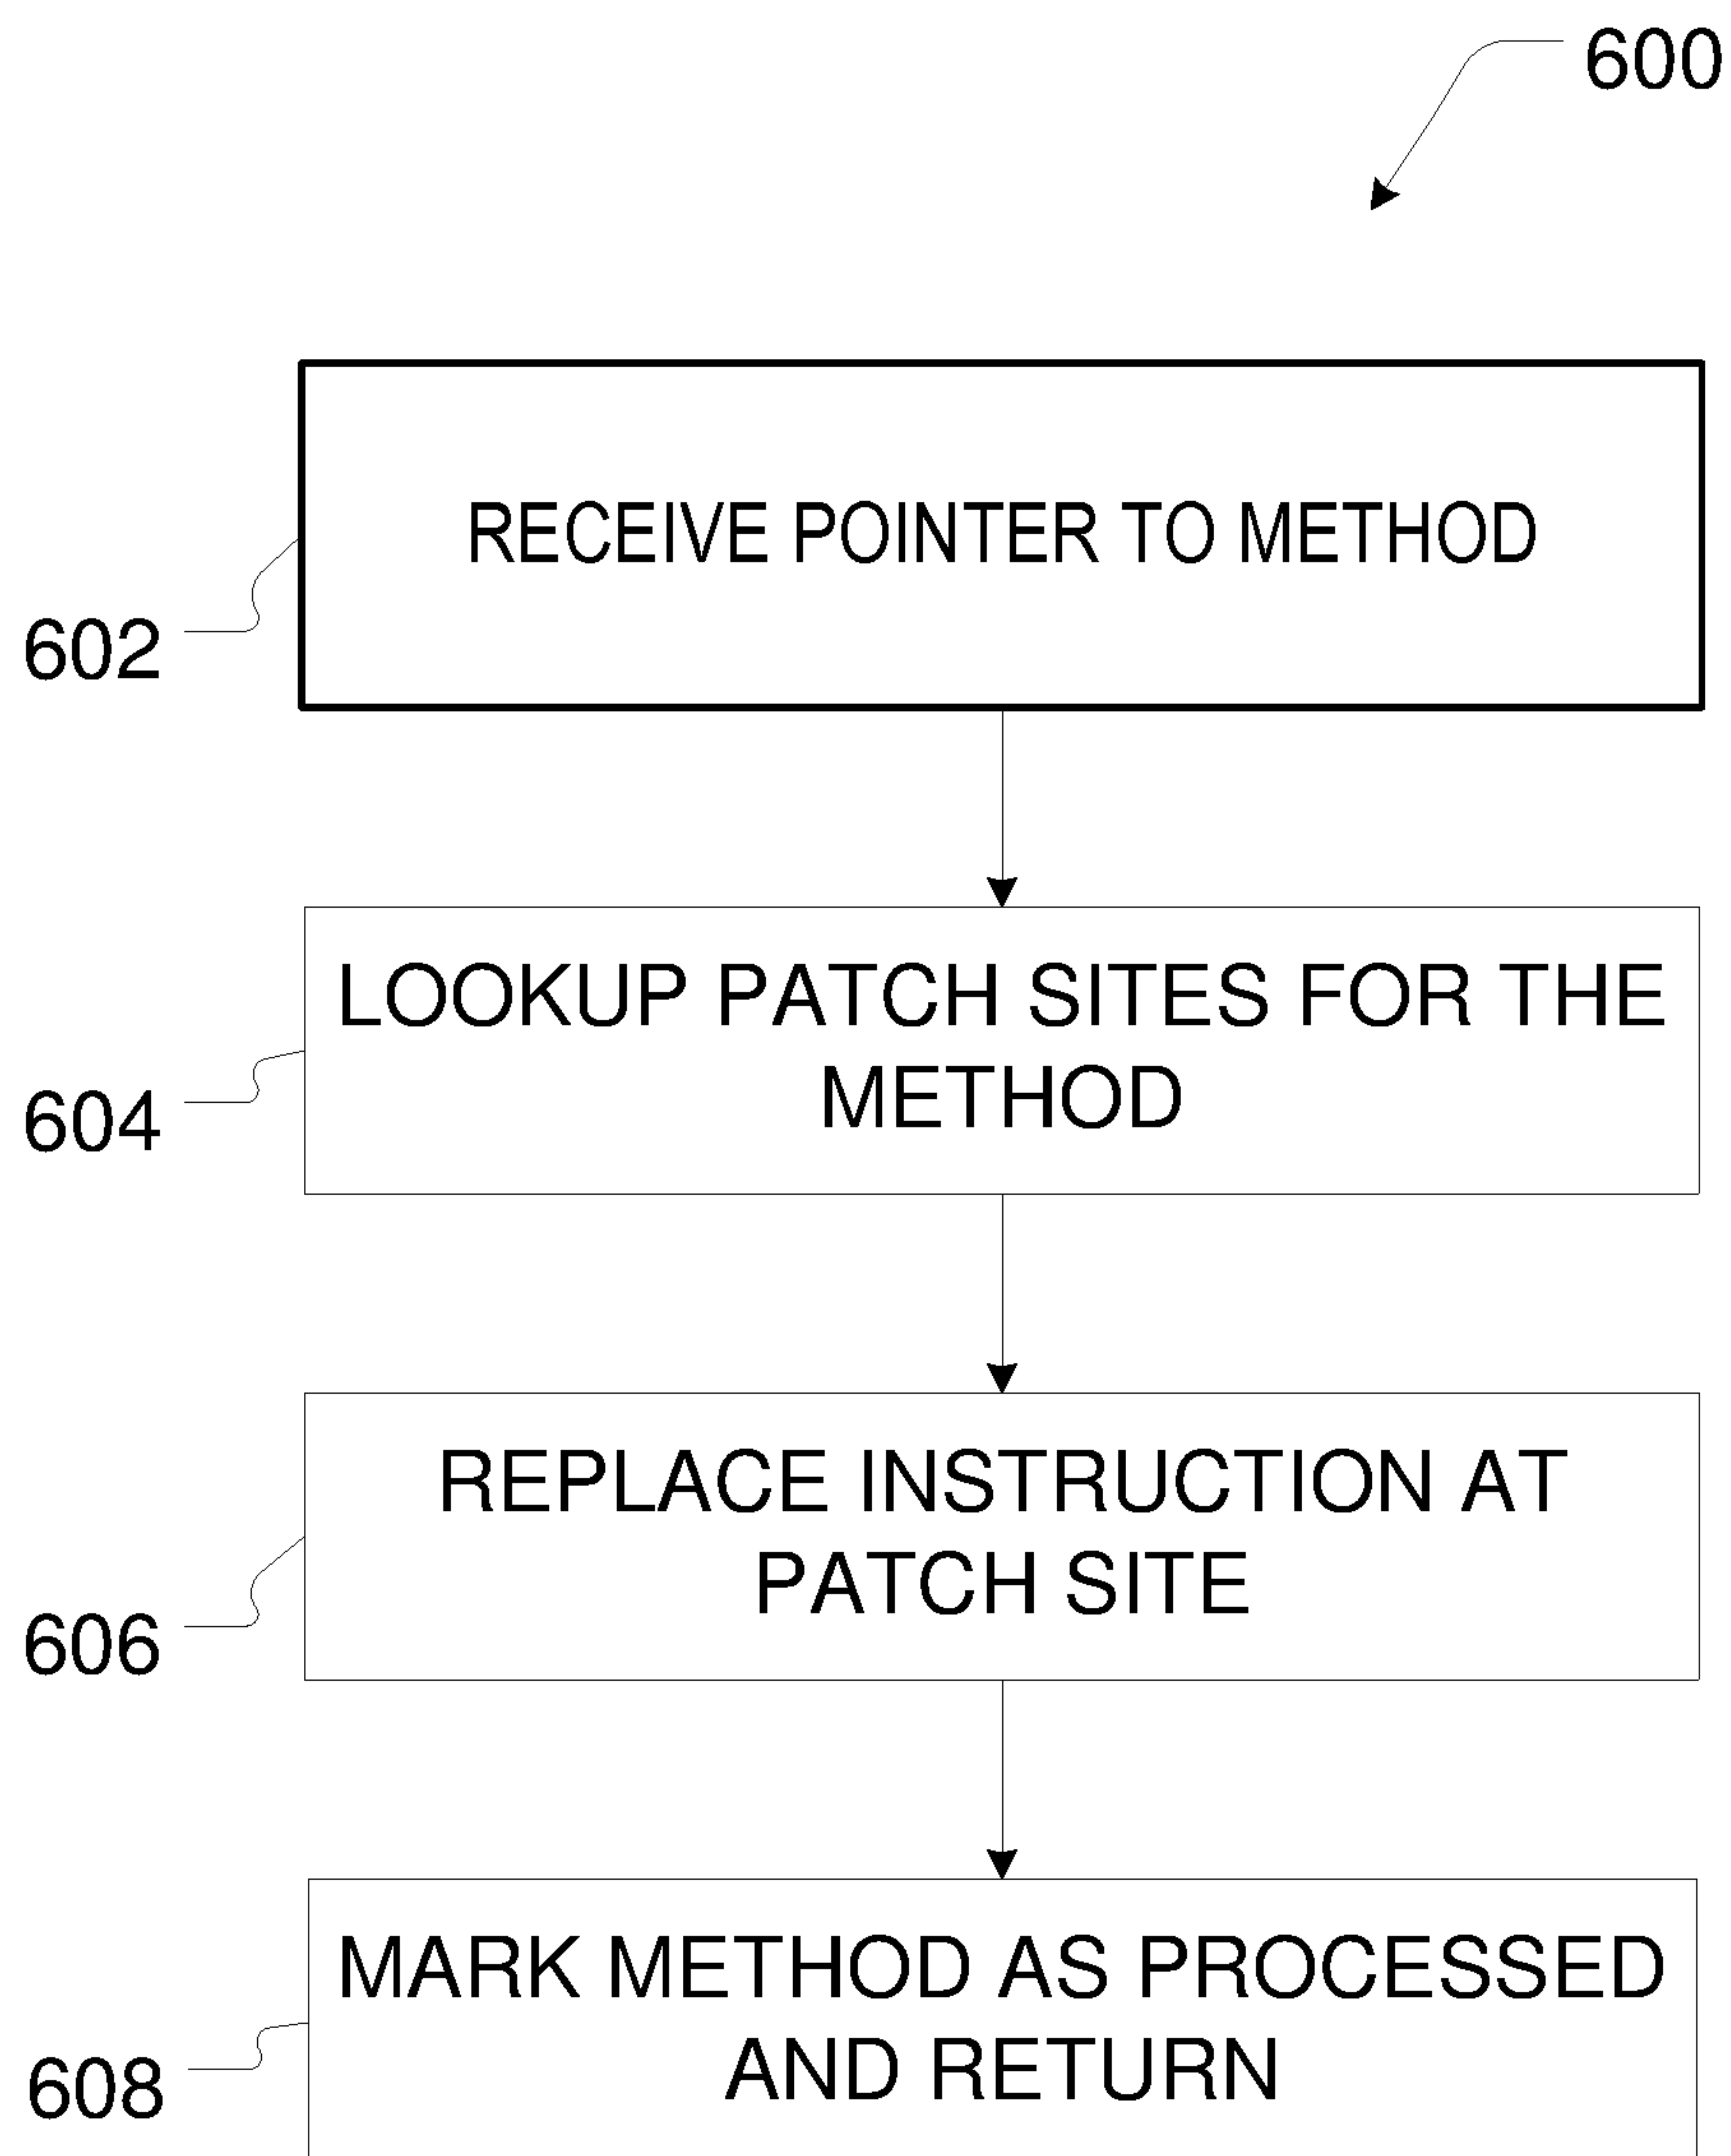 600
RECEIVE POINTER TO METHOD
602
LOOKUP PATCH SITES FOR THE
METHOD
604
REPLACE INSTRUCTION AT
PATCH SITE
606
MARK METHOD AS PROCESSED
AND RETURN
608